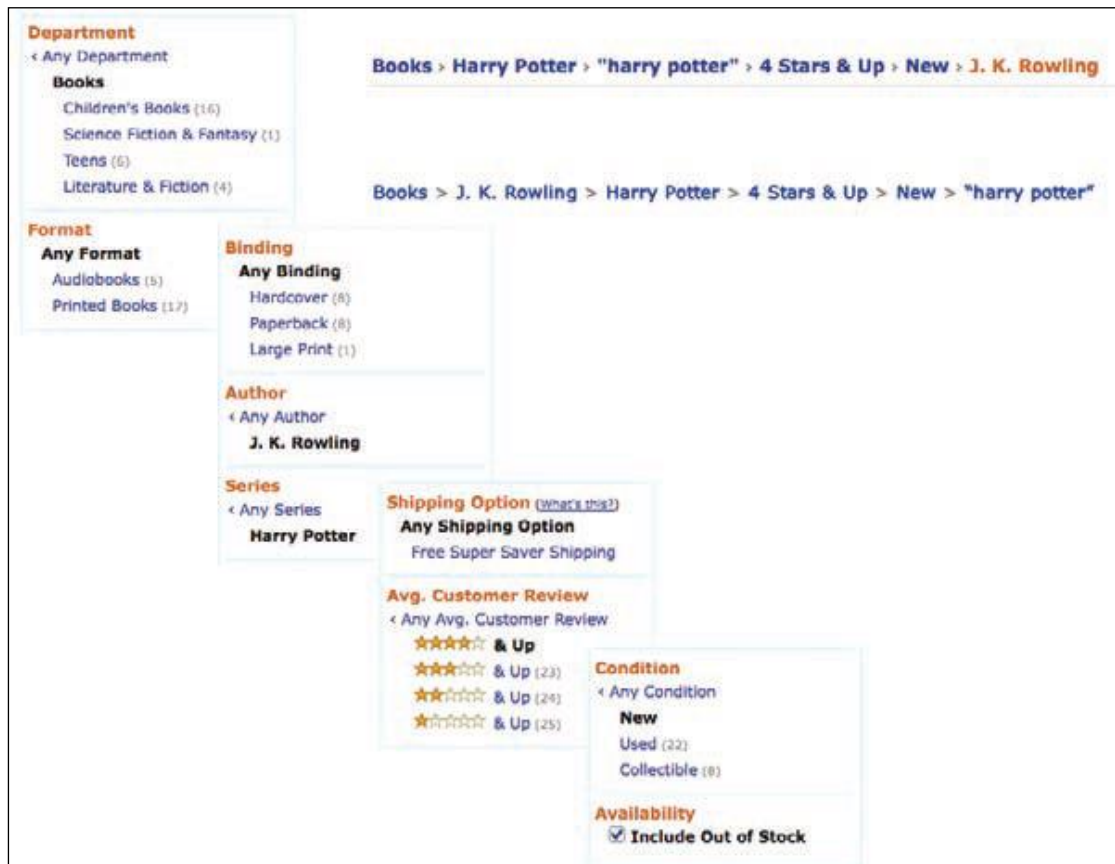 Department
‹ Any Department
Books
Children's Books (16)
Science Fiction & Fantasy (1)
Teens (6)
Literature & Fiction (4)
Books › Harry Potter › "harry potter" › 4 Stars & Up › New › J. K. Rowling
Books > J. K. Rowling > Harry Potter > 4 Stars & Up > New > "harry potter"
Format
Any Format
Audiobooks (5)
Printed Books (17)
Binding
Any Binding
Hardcover (8)
Paperback (8)
Large Print (1)
Author
‹ Any Author
J. K. Rowling
Series
‹ Any Series
Harry Potter
Shipping Option (What's this?)
Any Shipping Option
Free Super Saver Shipping
Avg. Customer Review
‹ Any Avg. Customer Review
& Up
& Up (23)
& Up (24)
& Up (25)
Condition
‹ Any Condition
New
Used (22)
Collectible (8)
Availability
Include Out of Stock